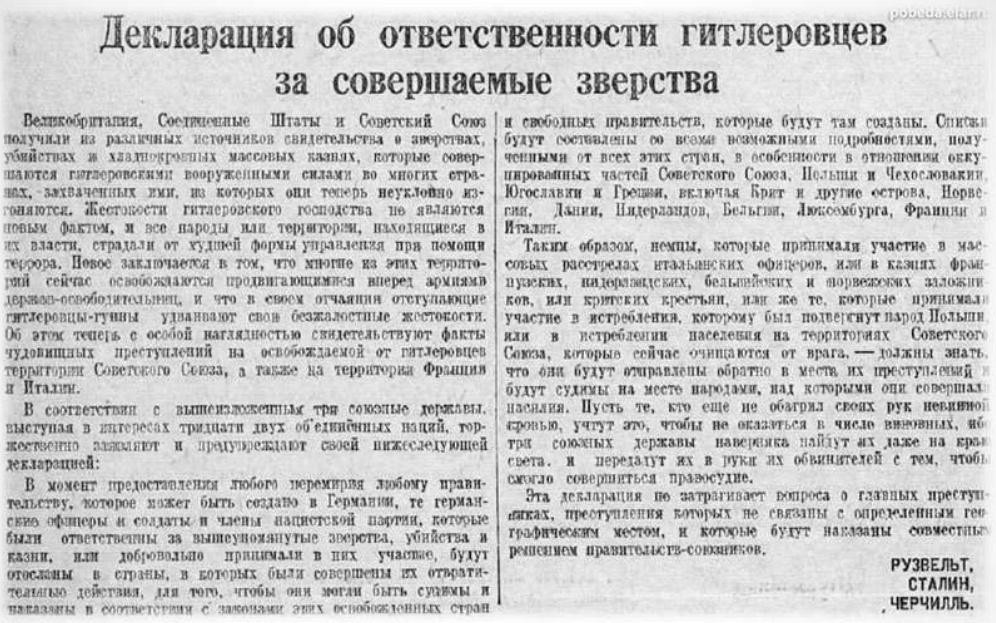 pobeda.elar.ru
Декларация об ответственности гитлеровцев
за совершаемые зверства
Великобритания, Соединенные Штаты и Советский Союз
получили из различных источников свидетельства о зверствах,
убийствах и хладнокровных массовых казнях, которые совер-
шаются гитлеровскими вооруженными силами во многих стра-
нах, захваченных ими, из которых они теперь неуклонно из-
гоняются. Жестокости гитлеровского господства не являются
новым фактом, и все народы или территории, находящиеся в
их власти, страдали от худшей формы управления при помощи
террора. Новое заключается в том, что многие из этих террито-
рий сейчас освобождаются продвигающимися вперед армиями
держав-освободительниц, и что в своем отчаянии отступающие
гитлеровцы-гунны удваивают свои безжалостные жестокости.
Об этом теперь с особой наглядностью свидетельствуют факты
чудовищных преступлений на освобождаемой от гитлеровцев
территории Советского Союза, а также на территории Франции
и Италии.
В соответствии с вышеизложенным три союзные державы,
выступая в интересах тридцати двух об'единённых наций, тор-
жественно заявляют и предупреждают своей нижеследующей
декларацией:
В момент предоставления любого перемирия любому прави-
тельству, которое может быть создано в Германии, те герман-
ские офицеры и солдаты и члены нацистской партии, которые
были ответственны за вышеупомянутые зверства, убийства и
казни, или добровольно принимали в них участие, будут
отосланы в страны, в которых были совершены их отврати-
тельные действия, для того, чтобы они могли быть судимы и
наказаны в соответствии с законами этих освобожденных стран
и свободных правительств, которые будут там созданы. Списки
будут составлены со всеми возможными подробностями, полу-
ченными от всех этих стран, в особенности в отношении окку-
пированных частей Советского Союза, Польши и Чехословакии,
Югославии и Греции, включая Крит и другие острова, Норве-
гии, Дании, Нидерландов, Бельгии, Люксембурга, Франции и
Италии.
Таким образом, немцы, которые принимали участие в мас-
совых расстрелах итальянских офицеров, или в казнях фран-
цузских, нидерландских, бельгийских и норвежских заложни-
ков, или критских крестьян, или же те, которые принимали
участие в истреблении, которому был подвергнут народ Польши,
или в истреблении населения на территориях Советского
Союза, которые сейчас очищаются от врага, — должны знать,
что они будут отправлены обратно в места их преступлений и
будут судимы на месте народами, над которыми они совершали
насилия. Пусть те, кто еще не обагрил своих рук невинной
кровью, учтут это, чтобы не оказаться в числе виновных, ибо
три союзных державы наверняка найдут их даже на краю
света. и передадут их в руки их обвинителей с тем, чтобы
смогло совершиться правосудие.
Эта декларация не затрагивает вопроса о главных преступ-
никах, преступления которых не связаны с определенным гео-
графическим местом, и которые будут наказаны совместным
решением правительств-союзников.
РУЗВЕЛЬТ,
СТАЛИН,
ЧЕРЧИЛЛЬ.